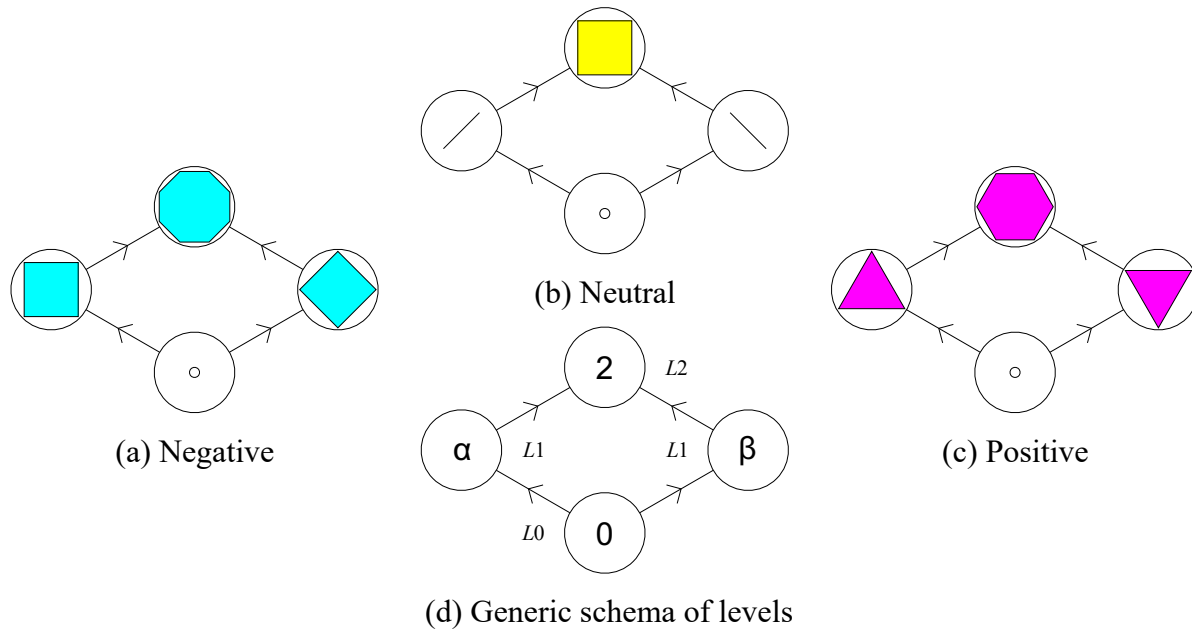 (b) Neutral
(a) Negative
2
L2
α
L1
L1
β
L0
0
(c) Positive
(d) Generic schema of levels